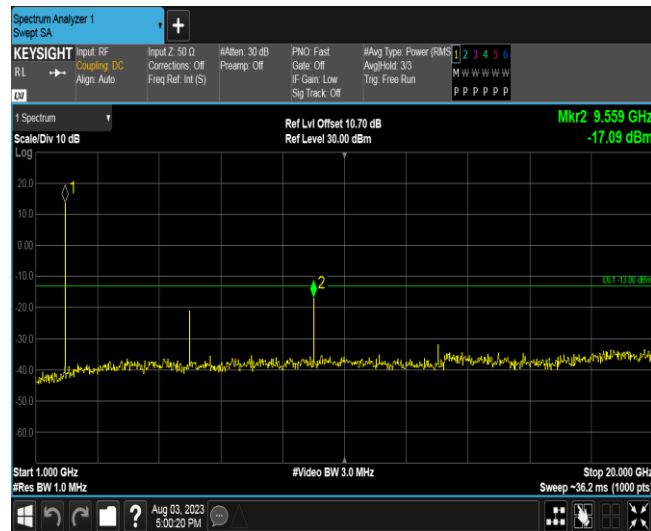 Spectrum Analyzer 1
Swept SA
+
KEYSIGHT
RL
LXI
Input: RF
Coupling: DC
Align: Auto
Input Z: 50 Ω
Corrections: Off
Freq Ref: Int (S)
#Atten: 30 dB
Preamp: Off
PNO: Fast
Gate: Off
IF Gain: Low
Sig Track: Off
#Avg Type: Power (RMS
Avg|Hold: 3/3
Trig: Free Run
1 2 3 4 5 6
M W W W W W
P P P P P P
1 Spectrum
Scale/Div 10 dB
Log
Ref Lvl Offset 10.70 dB
Ref Level 30.00 dBm
Mkr2 9.559 GHz
-17.09 dBm
20.0
10.0
0.00
-10.0
-20.0
-30.0
-40.0
-50.0
-60.0
1
2
DL1 -13.00 dBm
Start 1.000 GHz
#Res BW 1.0 MHz
#Video BW 3.0 MHz
Stop 20.000 GHz
Sweep ~36.2 ms (1000 pts)
?
Aug 03, 2023
5:00:20 PM